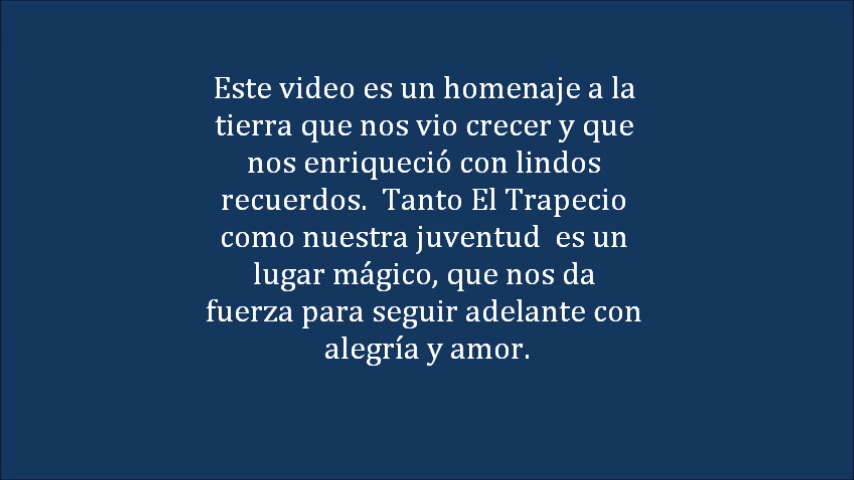 Este video es un homenaje a la
tierra que nos vio crecer y que
nos enriqueció con lindos
recuerdos.  Tanto El Trapecio
como nuestra juventud  es un
lugar mágico, que nos da
fuerza para seguir adelante con
alegría y amor.